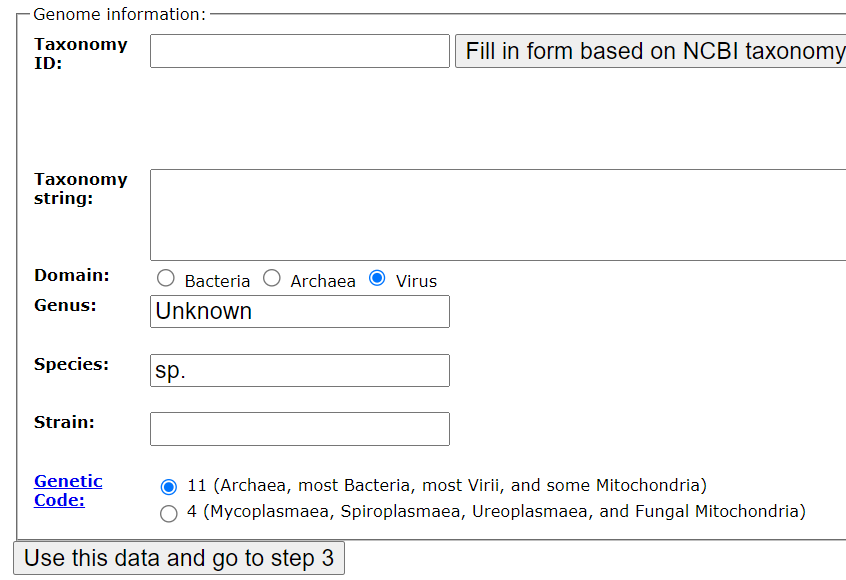 Genome information:
Taxonomy ID:
Fill in form based on NCBI taxonomy
Taxonomy string:
Domain: Bacteria Archaea Virus
Genus: Unknown
Species: sp.
Strain:
Genetic Code: 11 (Archaea, most Bacteria, most Virii, and some Mitochondria)
4 (Mycoplasmaea, Spiroplasmaea, Ureoplasmaea, and Fungal Mitochondria)
Use this data and go to step 3